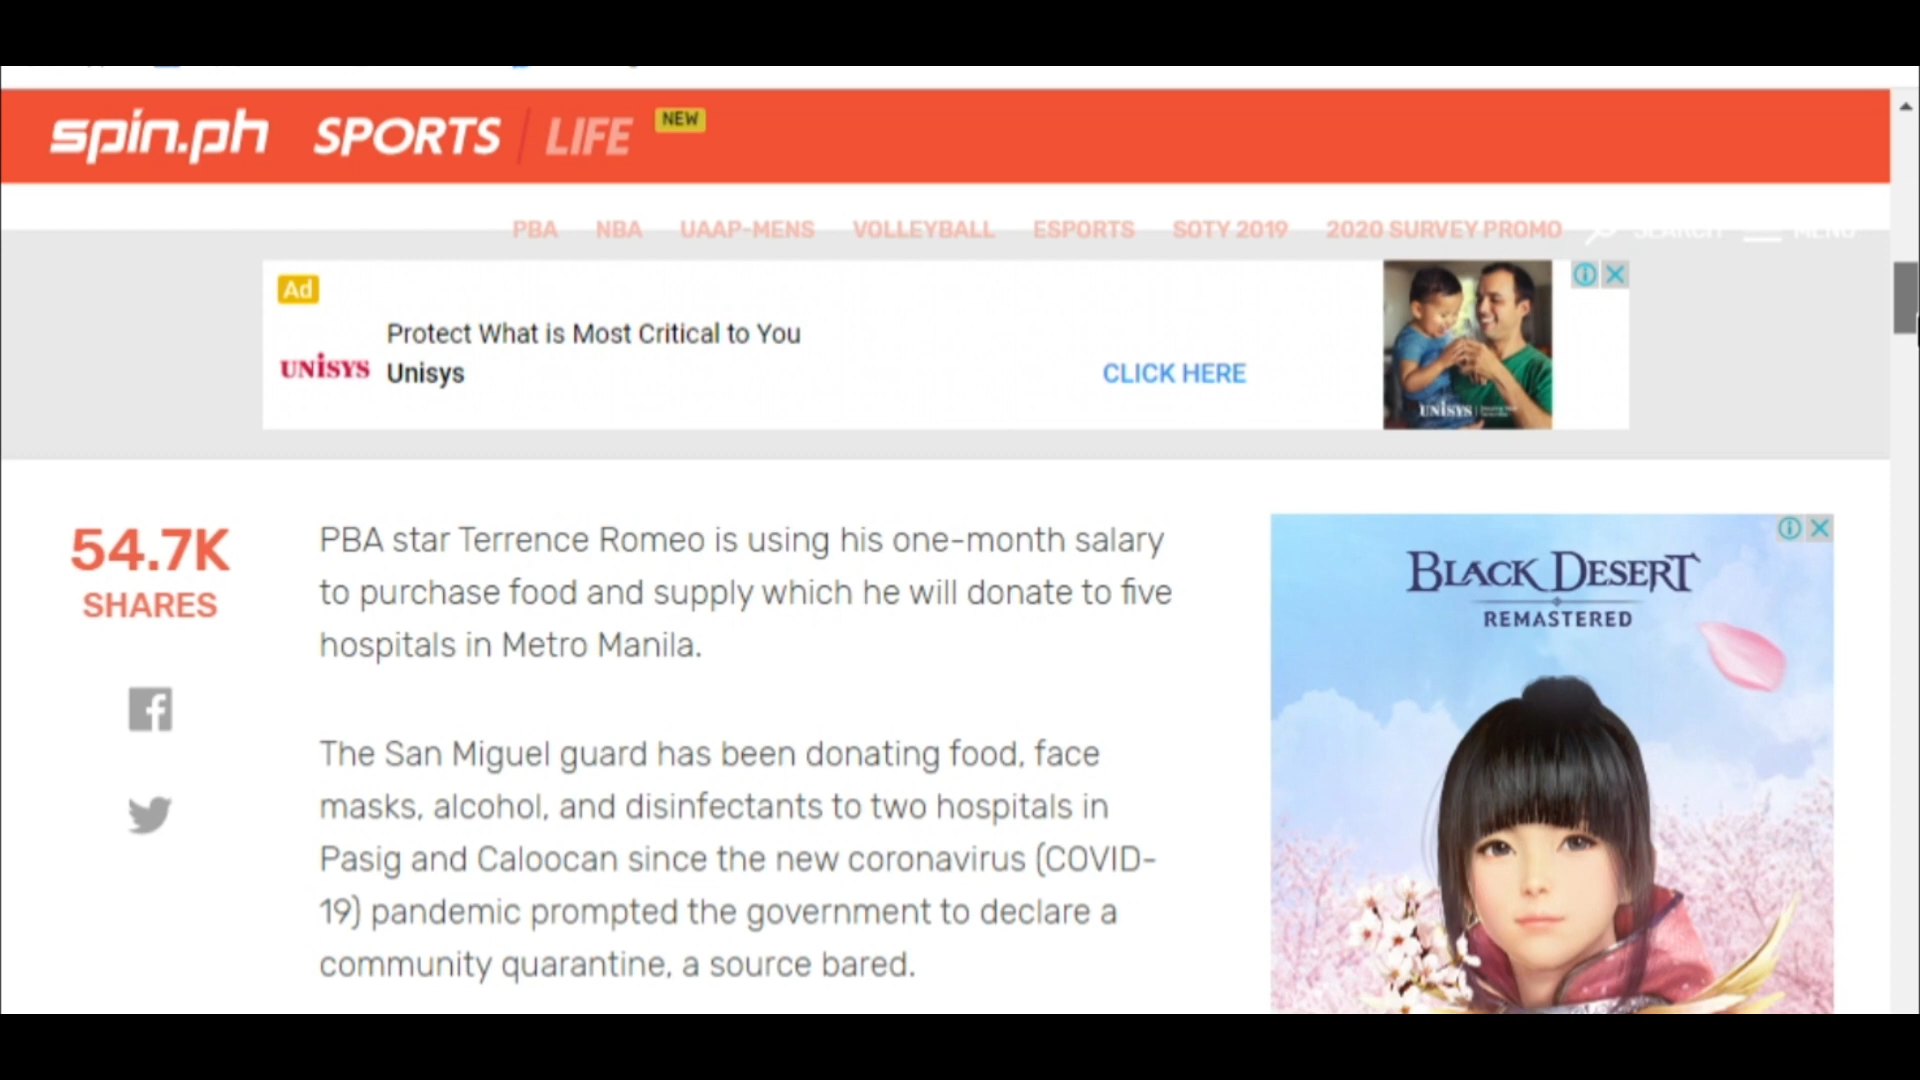 spin.ph SPORTS LIFE NEW
PBA NBA UAAP-MENS VOLLEYBALL ESPORTS SOTY 2019 2020 SURVEY PROMO SEARCH MENU
Ad
Protect What is Most Critical to You
UNISYS Unisys
CLICK HERE
UNISYS
54.7K
SHARES
PBA star Terrence Romeo is using his one-month salary
to purchase food and supply which he will donate to five
hospitals in Metro Manila.
The San Miguel guard has been donating food, face
masks, alcohol, and disinfectants to two hospitals in
Pasig and Caloocan since the new coronavirus (COVID-
19) pandemic prompted the government to declare a
community quarantine, a source bared.
BLACK DESERT
REMASTERED